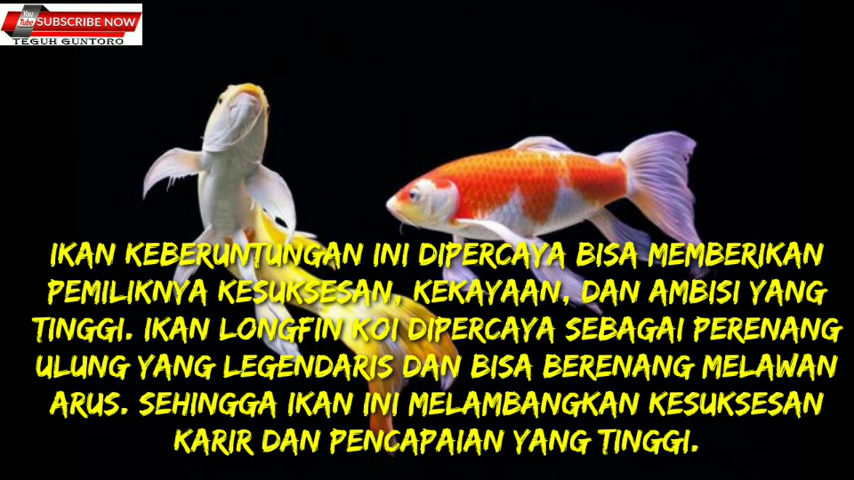 You Tube SUBSCRIBE NOW
TEGUH GUNTORO
IKAN KEBERUNTUNGAN INI DIPERCAYA BISA MEMBERIKAN
PEMILIKNYA KESUKSESAN, KEKAYAAN, DAN AMBISI YANG
TINGGI. IKAN LONGFIN KOI DIPERCAYA SEBAGAI PERENANG
ULUNG YANG LEGENDARIS DAN BISA BERENANG MELAWAN
ARUS. SEHINGGA IKAN INI MELAMBANGKAN KESUKSESAN
KARIR DAN PENCAPAIAN YANG TINGGI.